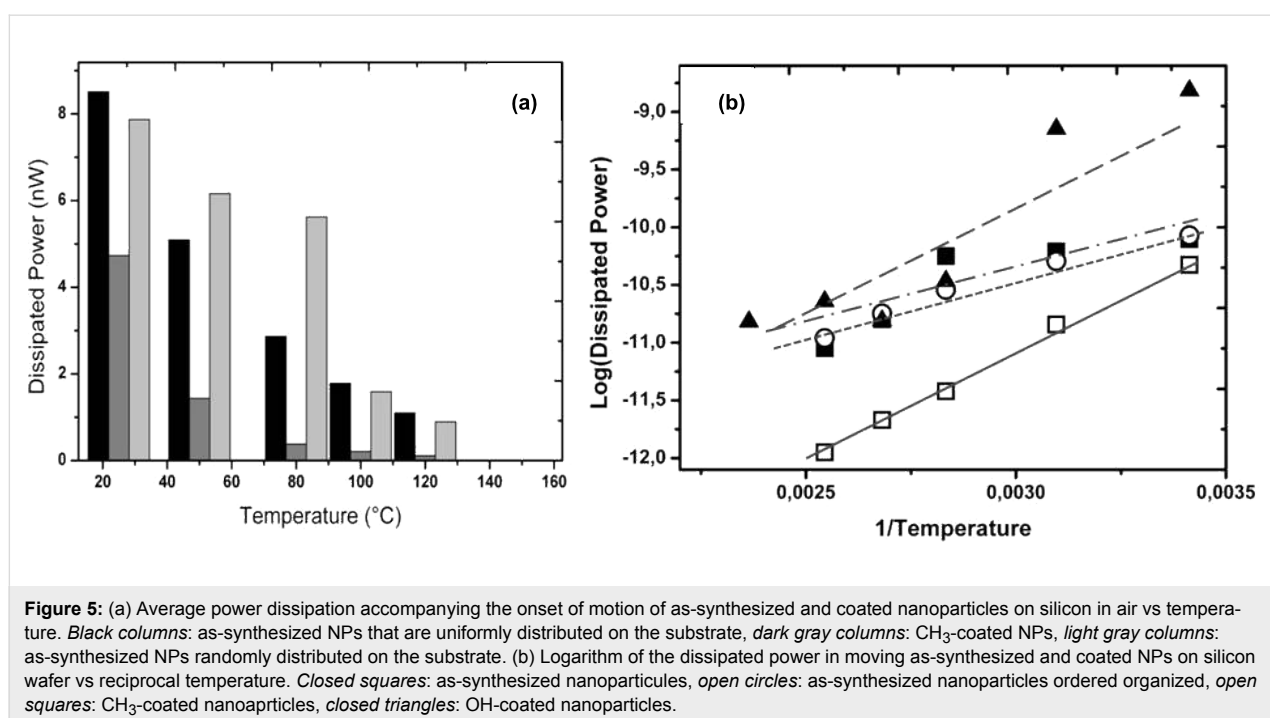 (a)
8
6
4
2
0
Dissipated Power (nW)
20 40 60 80 100 120 140 160
Temperature (°C)
(b)
-9,0
-9,5
-10,0
-10,5
-11,0
-11,5
-12,0
Log(Dissipated Power)
0,0025 0,0030 0,0035
1/Temperature
Figure 5: (a) Average power dissipation accompanying the onset of motion of as-synthesized and coated nanoparticles on silicon in air vs tempera-
ture. Black columns: as-synthesized NPs that are uniformly distributed on the substrate, dark gray columns: CH3-coated NPs, light gray columns:
as-synthesized NPs randomly distributed on the substrate. (b) Logarithm of the dissipated power in moving as-synthesized and coated NPs on silicon
wafer vs reciprocal temperature. Closed squares: as-synthesized nanoparticules, open circles: as-synthesized nanoparticles ordered organized, open
squares: CH3-coated nanoaprticles, closed triangles: OH-coated nanoparticles.